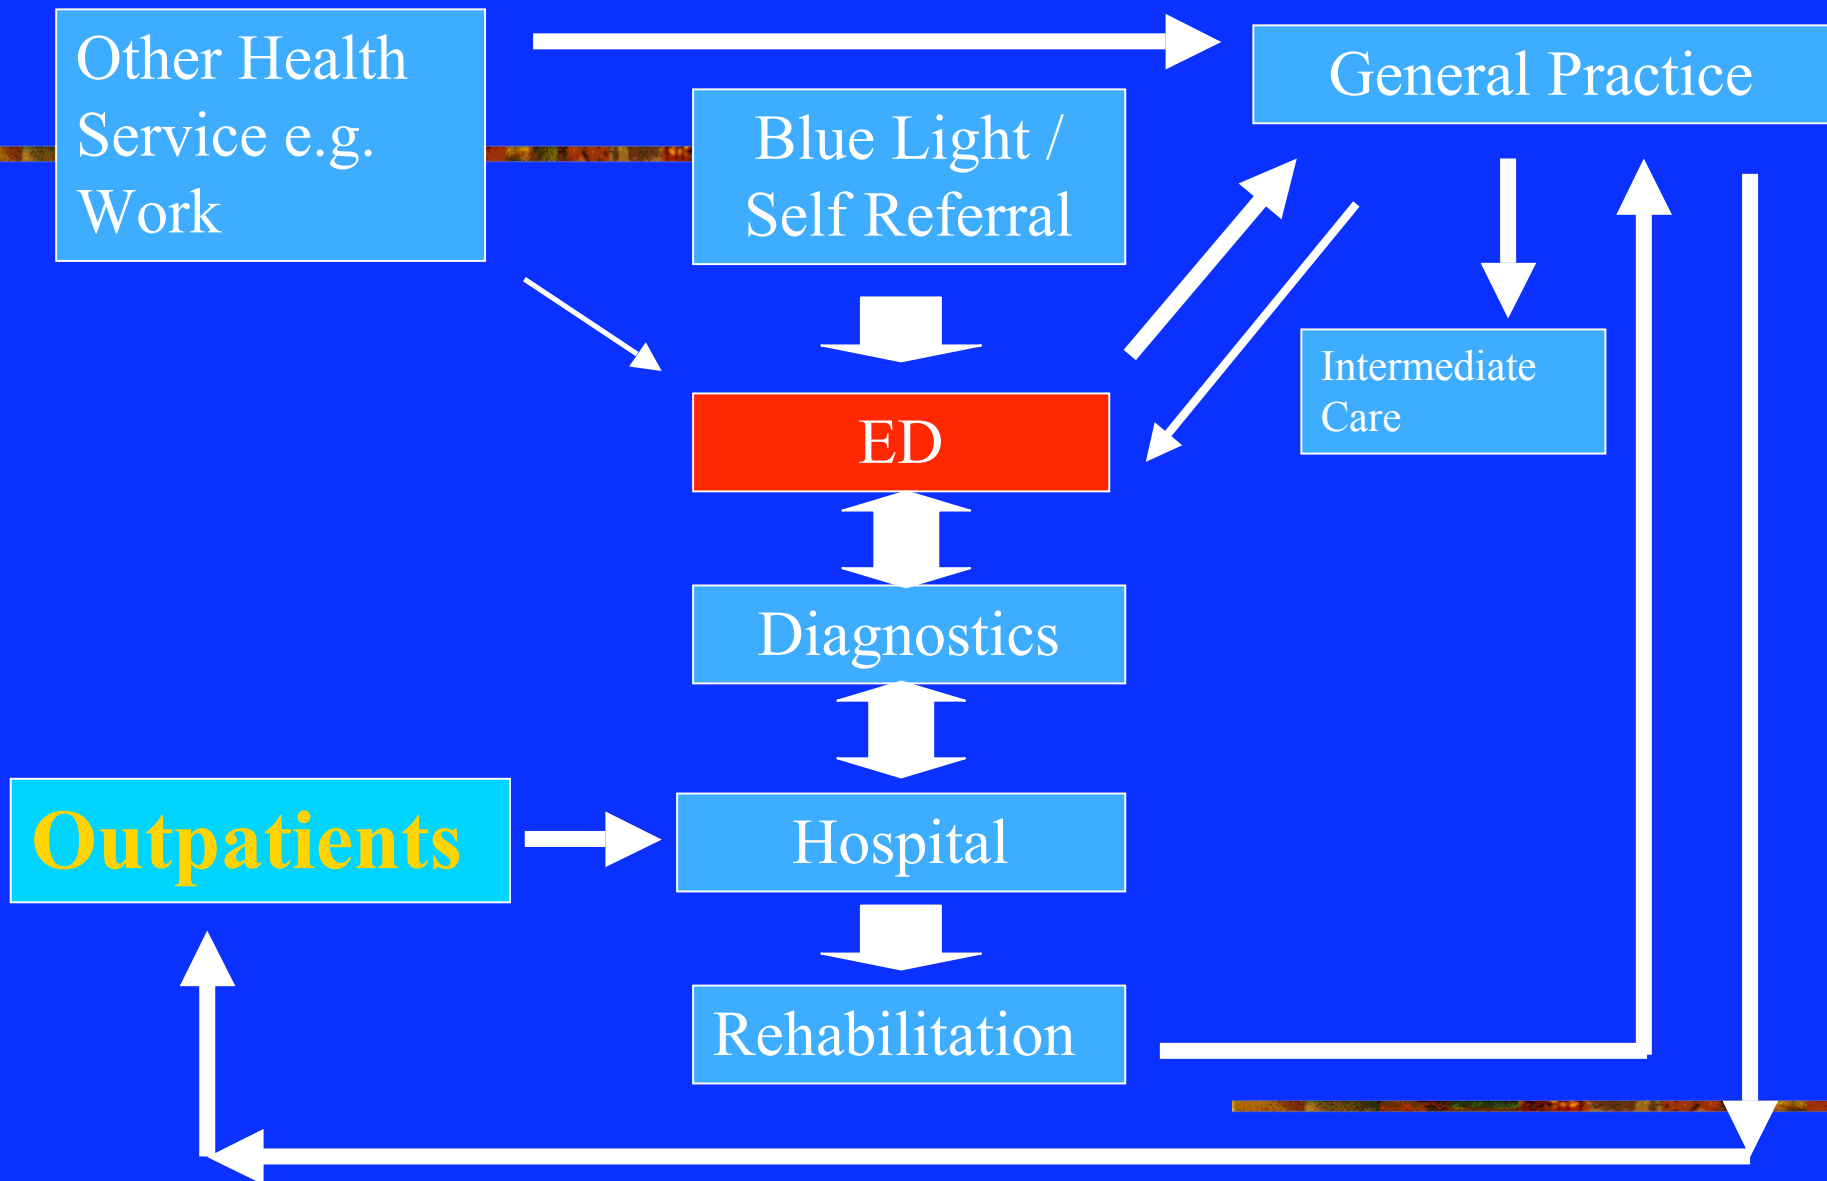 Other Health
Service e.g.
Work
General Practice
Blue Light /
Self Referral
Intermediate
Care
ED
Diagnostics
Outpatients
Hospital
Rehabilitation